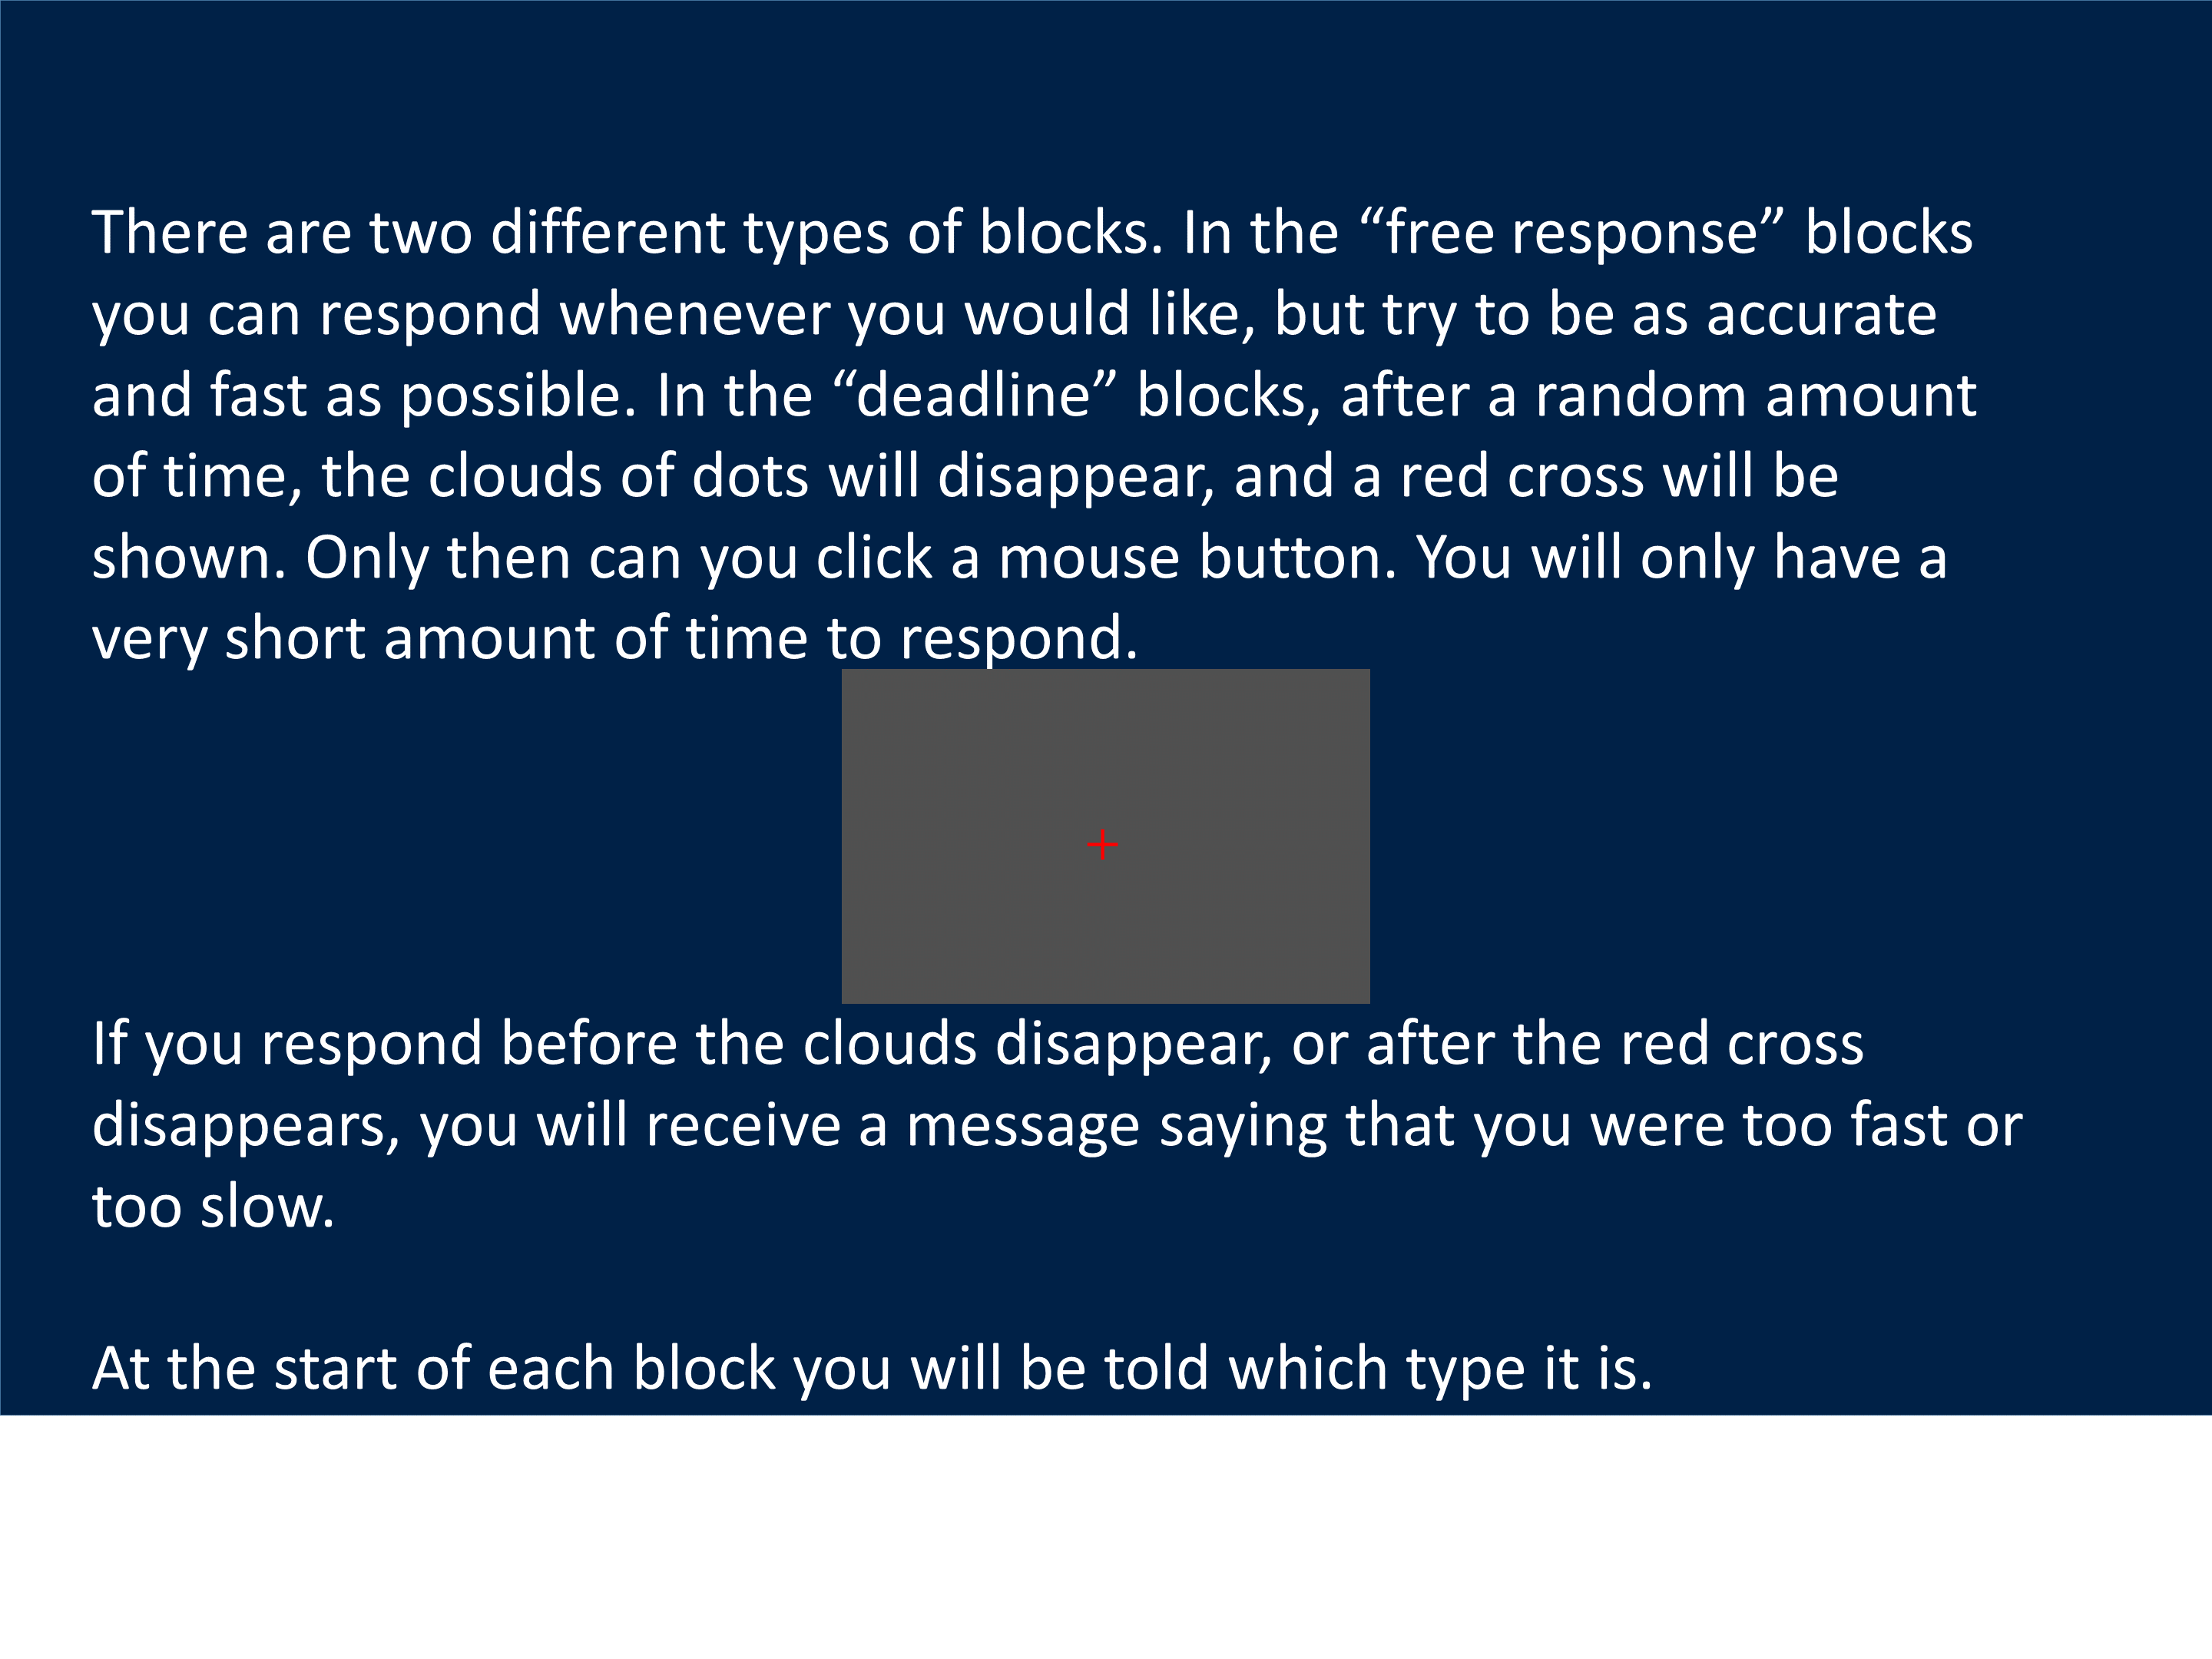 There are two different types of blocks. In the “free response” blocks
you can respond whenever you would like, but try to be as accurate
and fast as possible. In the “deadline” blocks, after a random amount
of time, the clouds of dots will disappear, and a red cross will be
shown. Only then can you click a mouse button. You will only have a
very short amount of time to respond.
If you respond before the clouds disappear, or after the red cross
disappears, you will receive a message saying that you were too fast or
too slow.
At the start of each block you will be told which type it is.